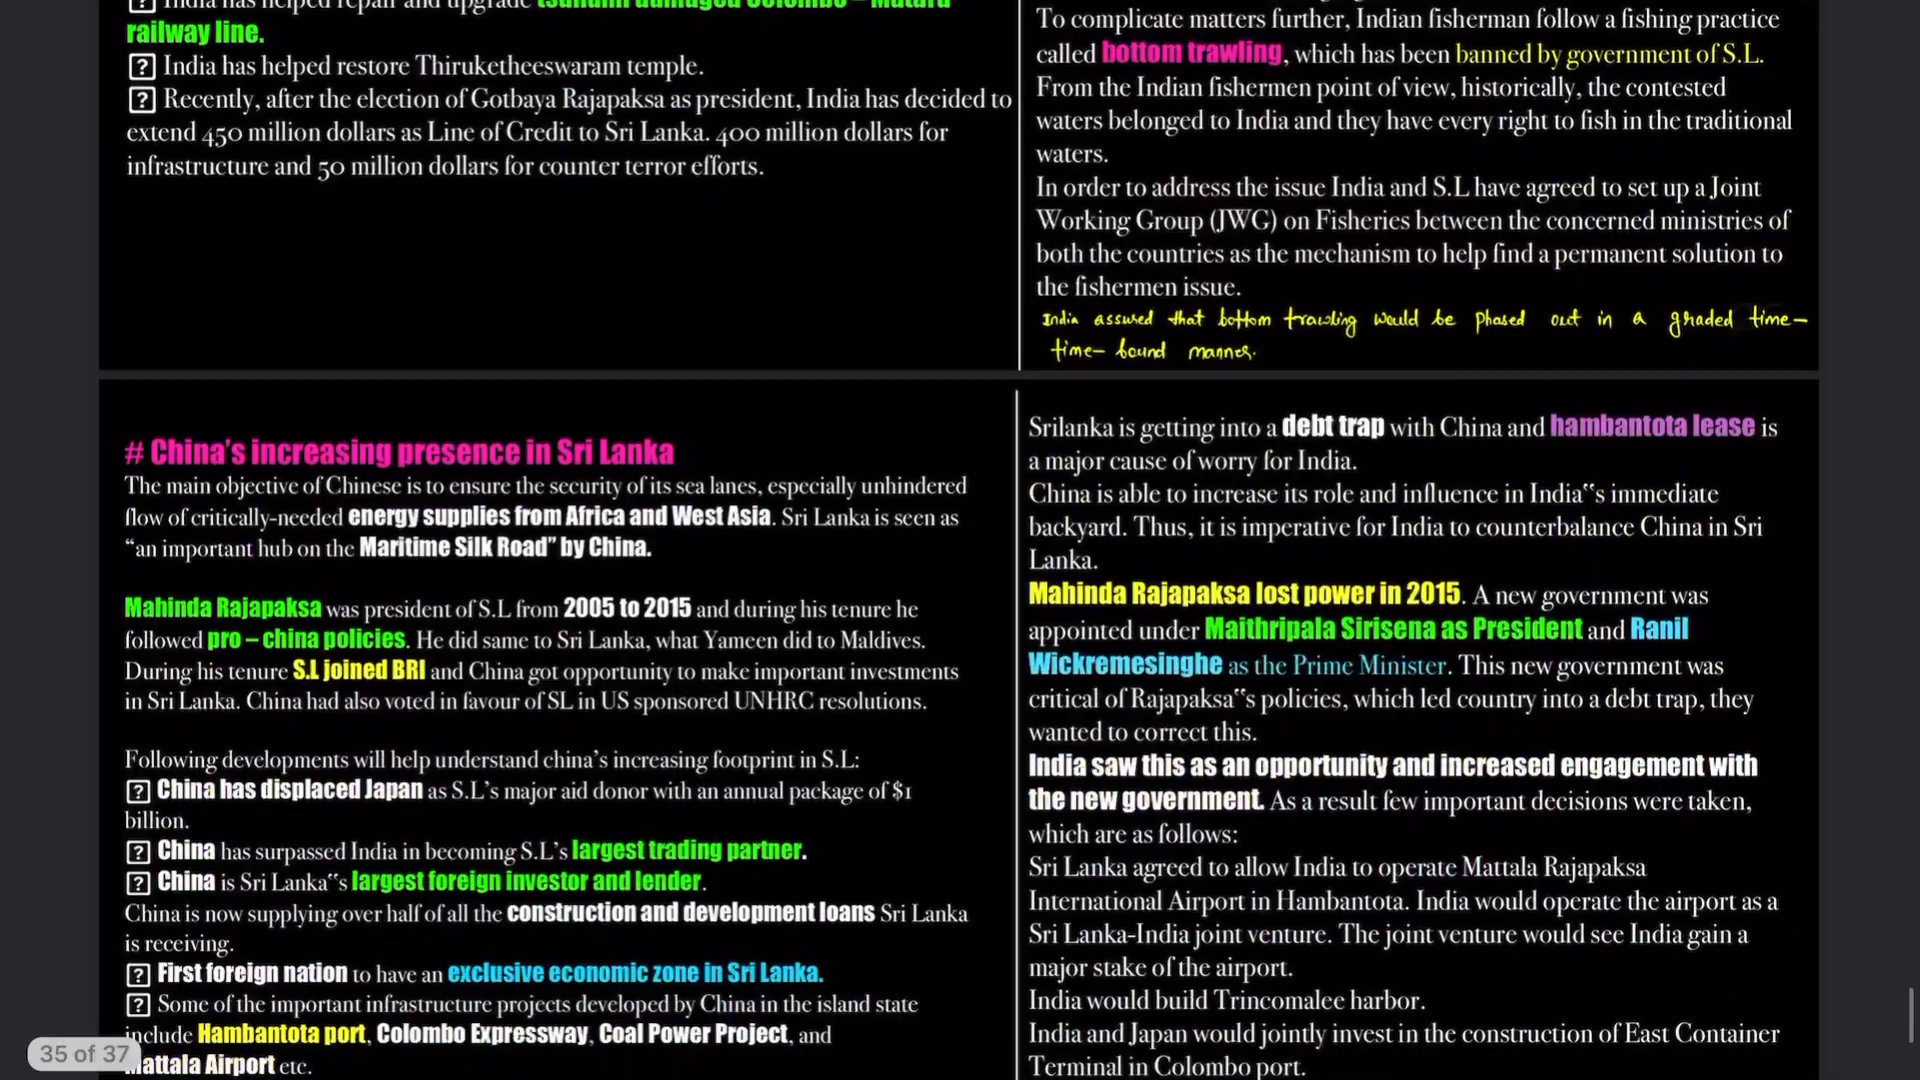 India has helped repair and upgrade tsunami damaged Colombo – Matara
railway line.
India has helped restore Thiruketheeswaram temple.
Recently, after the election of Gotbaya Rajapaksa as president, India has decided to
extend 450 million dollars as Line of Credit to Sri Lanka. 400 million dollars for
infrastructure and 50 million dollars for counter terror efforts.
To complicate matters further, Indian fisherman follow a fishing practice
called bottom trawling, which has been banned by government of S.L.
From the Indian fishermen point of view, historically, the contested
waters belonged to India and they have every right to fish in the traditional
waters.
In order to address the issue India and S.L have agreed to set up a Joint
Working Group (JWG) on Fisheries between the concerned ministries of
both the countries as the mechanism to help find a permanent solution to
the fishermen issue.
India assured that bottom trawling would be phased out in a graded time–
time– bound manner.
# China's increasing presence in Sri Lanka
The main objective of Chinese is to ensure the security of its sea lanes, especially unhindered
flow of critically-needed energy supplies from Africa and West Asia. Sri Lanka is seen as
“an important hub on the Maritime Silk Road” by China.
Mahinda Rajapaksa was president of S.L from 2005 to 2015 and during his tenure he
followed pro – china policies. He did same to Sri Lanka, what Yameen did to Maldives.
During his tenure S.L joined BRI and China got opportunity to make important investments
in Sri Lanka. China had also voted in favour of SL in US sponsored UNHRC resolutions.
Following developments will help understand china's increasing footprint in S.L:
China has displaced Japan as S.L's major aid donor with an annual package of $1
billion.
China has surpassed India in becoming S.L's largest trading partner.
China is Sri Lanka‟s largest foreign investor and lender.
China is now supplying over half of all the construction and development loans Sri Lanka
is receiving.
First foreign nation to have an exclusive economic zone in Sri Lanka.
Some of the important infrastructure projects developed by China in the island state
include Hambantota port, Colombo Expressway, Coal Power Project, and
Mattala Airport etc.
35 of 37
Srilanka is getting into a debt trap with China and hambantota lease is
a major cause of worry for India.
China is able to increase its role and influence in India‟s immediate
backyard. Thus, it is imperative for India to counterbalance China in Sri
Lanka.
Mahinda Rajapaksa lost power in 2015. A new government was
appointed under Maithripala Sirisena as President and Ranil
Wickremesinghe as the Prime Minister. This new government was
critical of Rajapaksa‟s policies, which led country into a debt trap, they
wanted to correct this.
India saw this as an opportunity and increased engagement with
the new government. As a result few important decisions were taken,
which are as follows:
Sri Lanka agreed to allow India to operate Mattala Rajapaksa
International Airport in Hambantota. India would operate the airport as a
Sri Lanka-India joint venture. The joint venture would see India gain a
major stake of the airport.
India would build Trincomalee harbor.
India and Japan would jointly invest in the construction of East Container
Terminal in Colombo port.